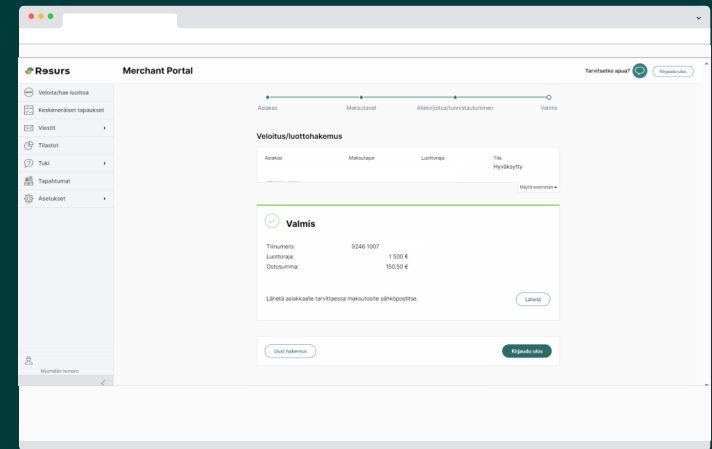 Resurs
Merchant Portal
Tarvitsetko apua?
Kirjaudu ulos
Veloita/hae luottoa
Keskeneräiset tapaukset
Viestit
Tilastot
Tuki
Tapahtumat
Asetukset
Asiakas
Maksutavat
Allekirjoitus/tunnistautuminen
Valmis
Veloitus/luottohakemus
Asiakas Maksutapa Luottoraja Tila
Hyväksytty
Näytä enemmän
Valmis
Tilinumero: 9246 1007
Luottoraja: 1 500 €
Ostosumma: 150,50 €
Lähetä asiakkaalle tarvittaessa maksutosite sähköpostitse.
Lähetä
Uusi hakemus
Kirjaudu ulos
Myymälän numero: